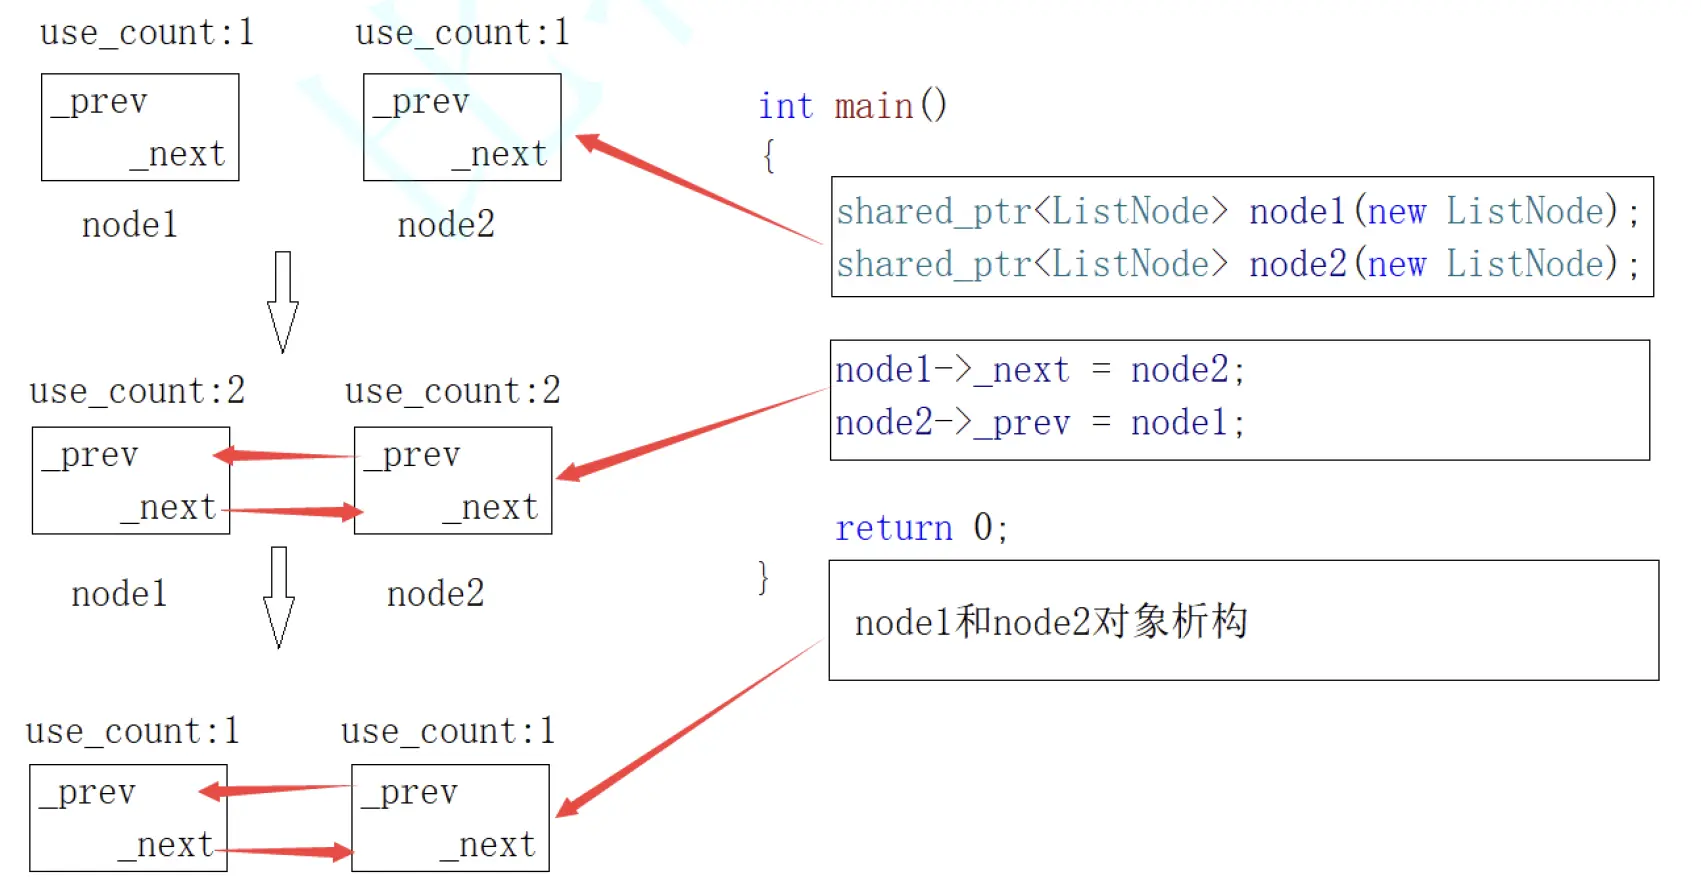 use_count:1 use_count:1
_prev _prev
_next _next
node1 node2
int main()
{
shared_ptr<ListNode> node1(new ListNode);
shared_ptr<ListNode> node2(new ListNode);
use_count:2 use_count:2
_prev _prev
_next _next
node1 node2
node1->_next = node2;
node2->_prev = node1;
return 0;
}
node1和node2对象析构
use_count:1 use_count:1
_prev _prev
_next _next